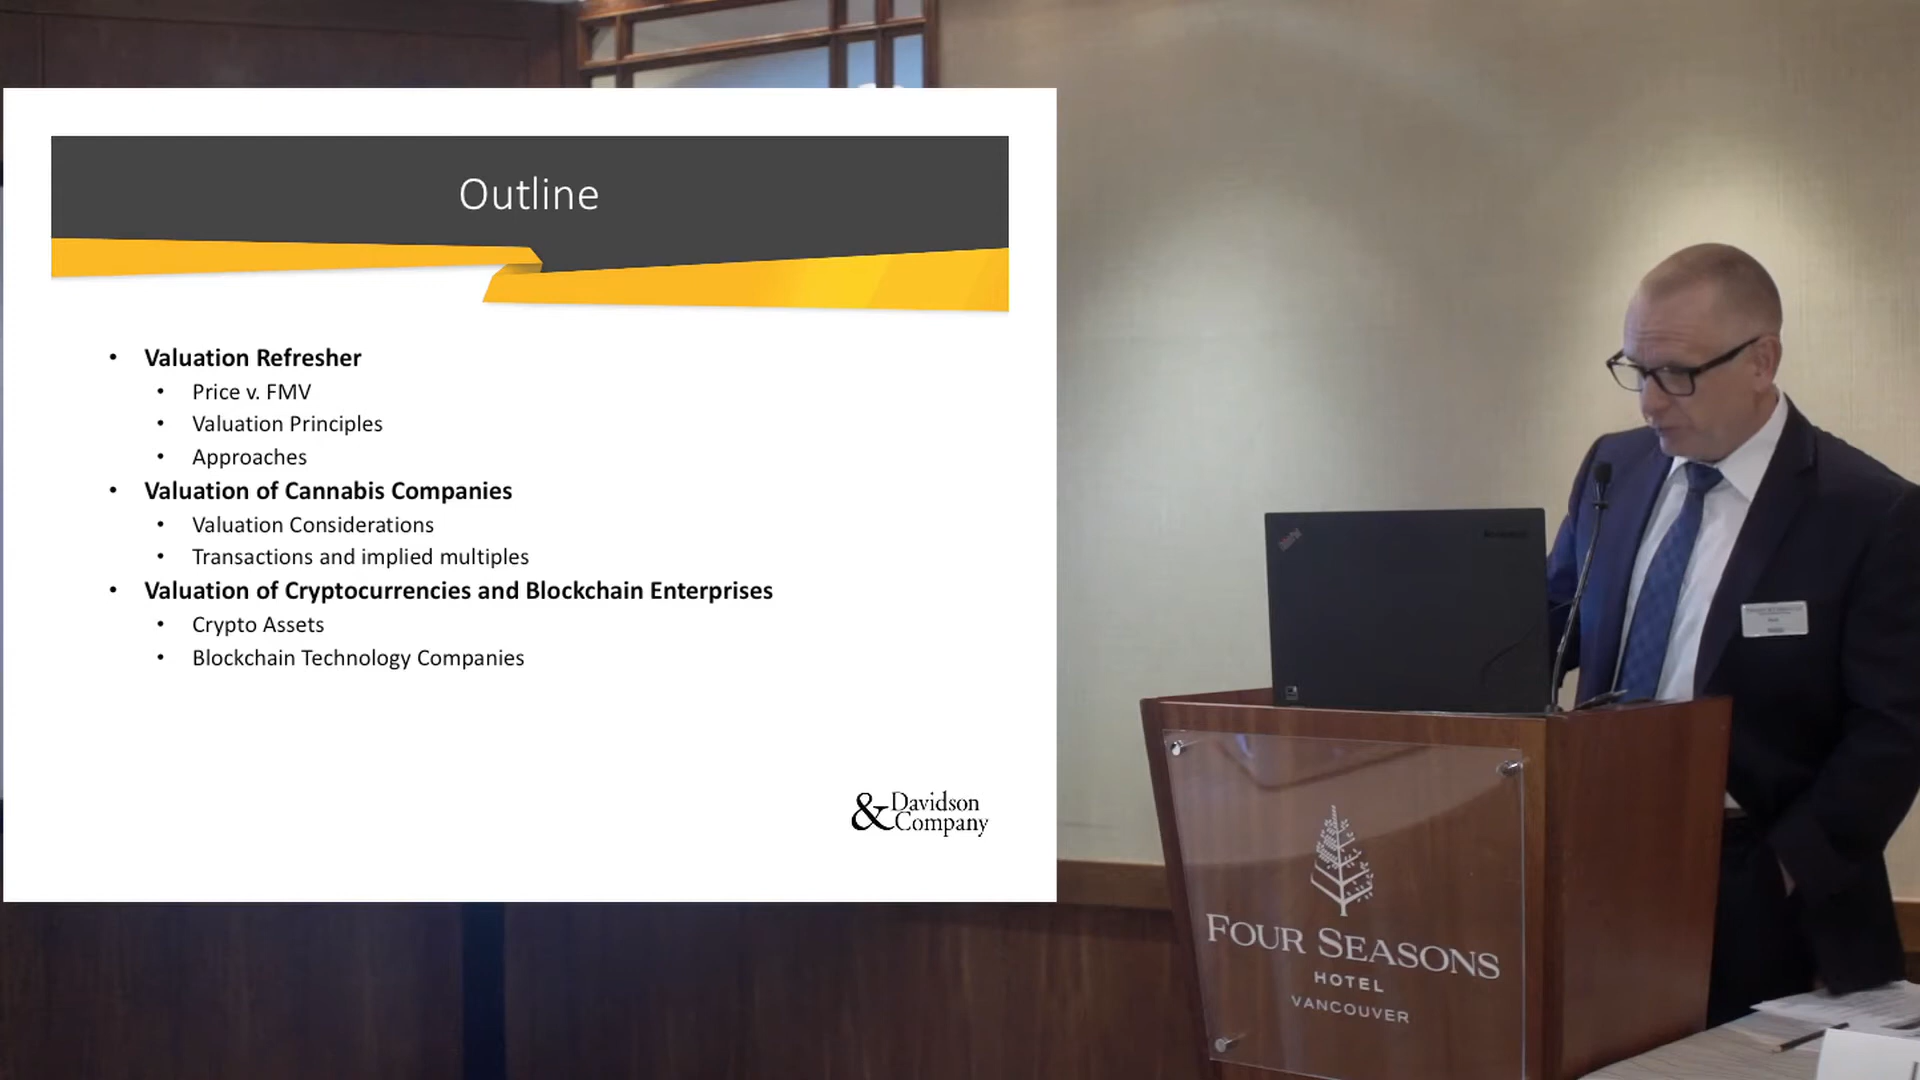 Outline
• Valuation Refresher
• Price v. FMV
• Valuation Principles
• Approaches
• Valuation of Cannabis Companies
• Valuation Considerations
• Transactions and implied multiples
• Valuation of Cryptocurrencies and Blockchain Enterprises
• Crypto Assets
• Blockchain Technology Companies
& Davidson
Company
ThinkPad
FOUR SEASONS
HOTEL
VANCOUVER